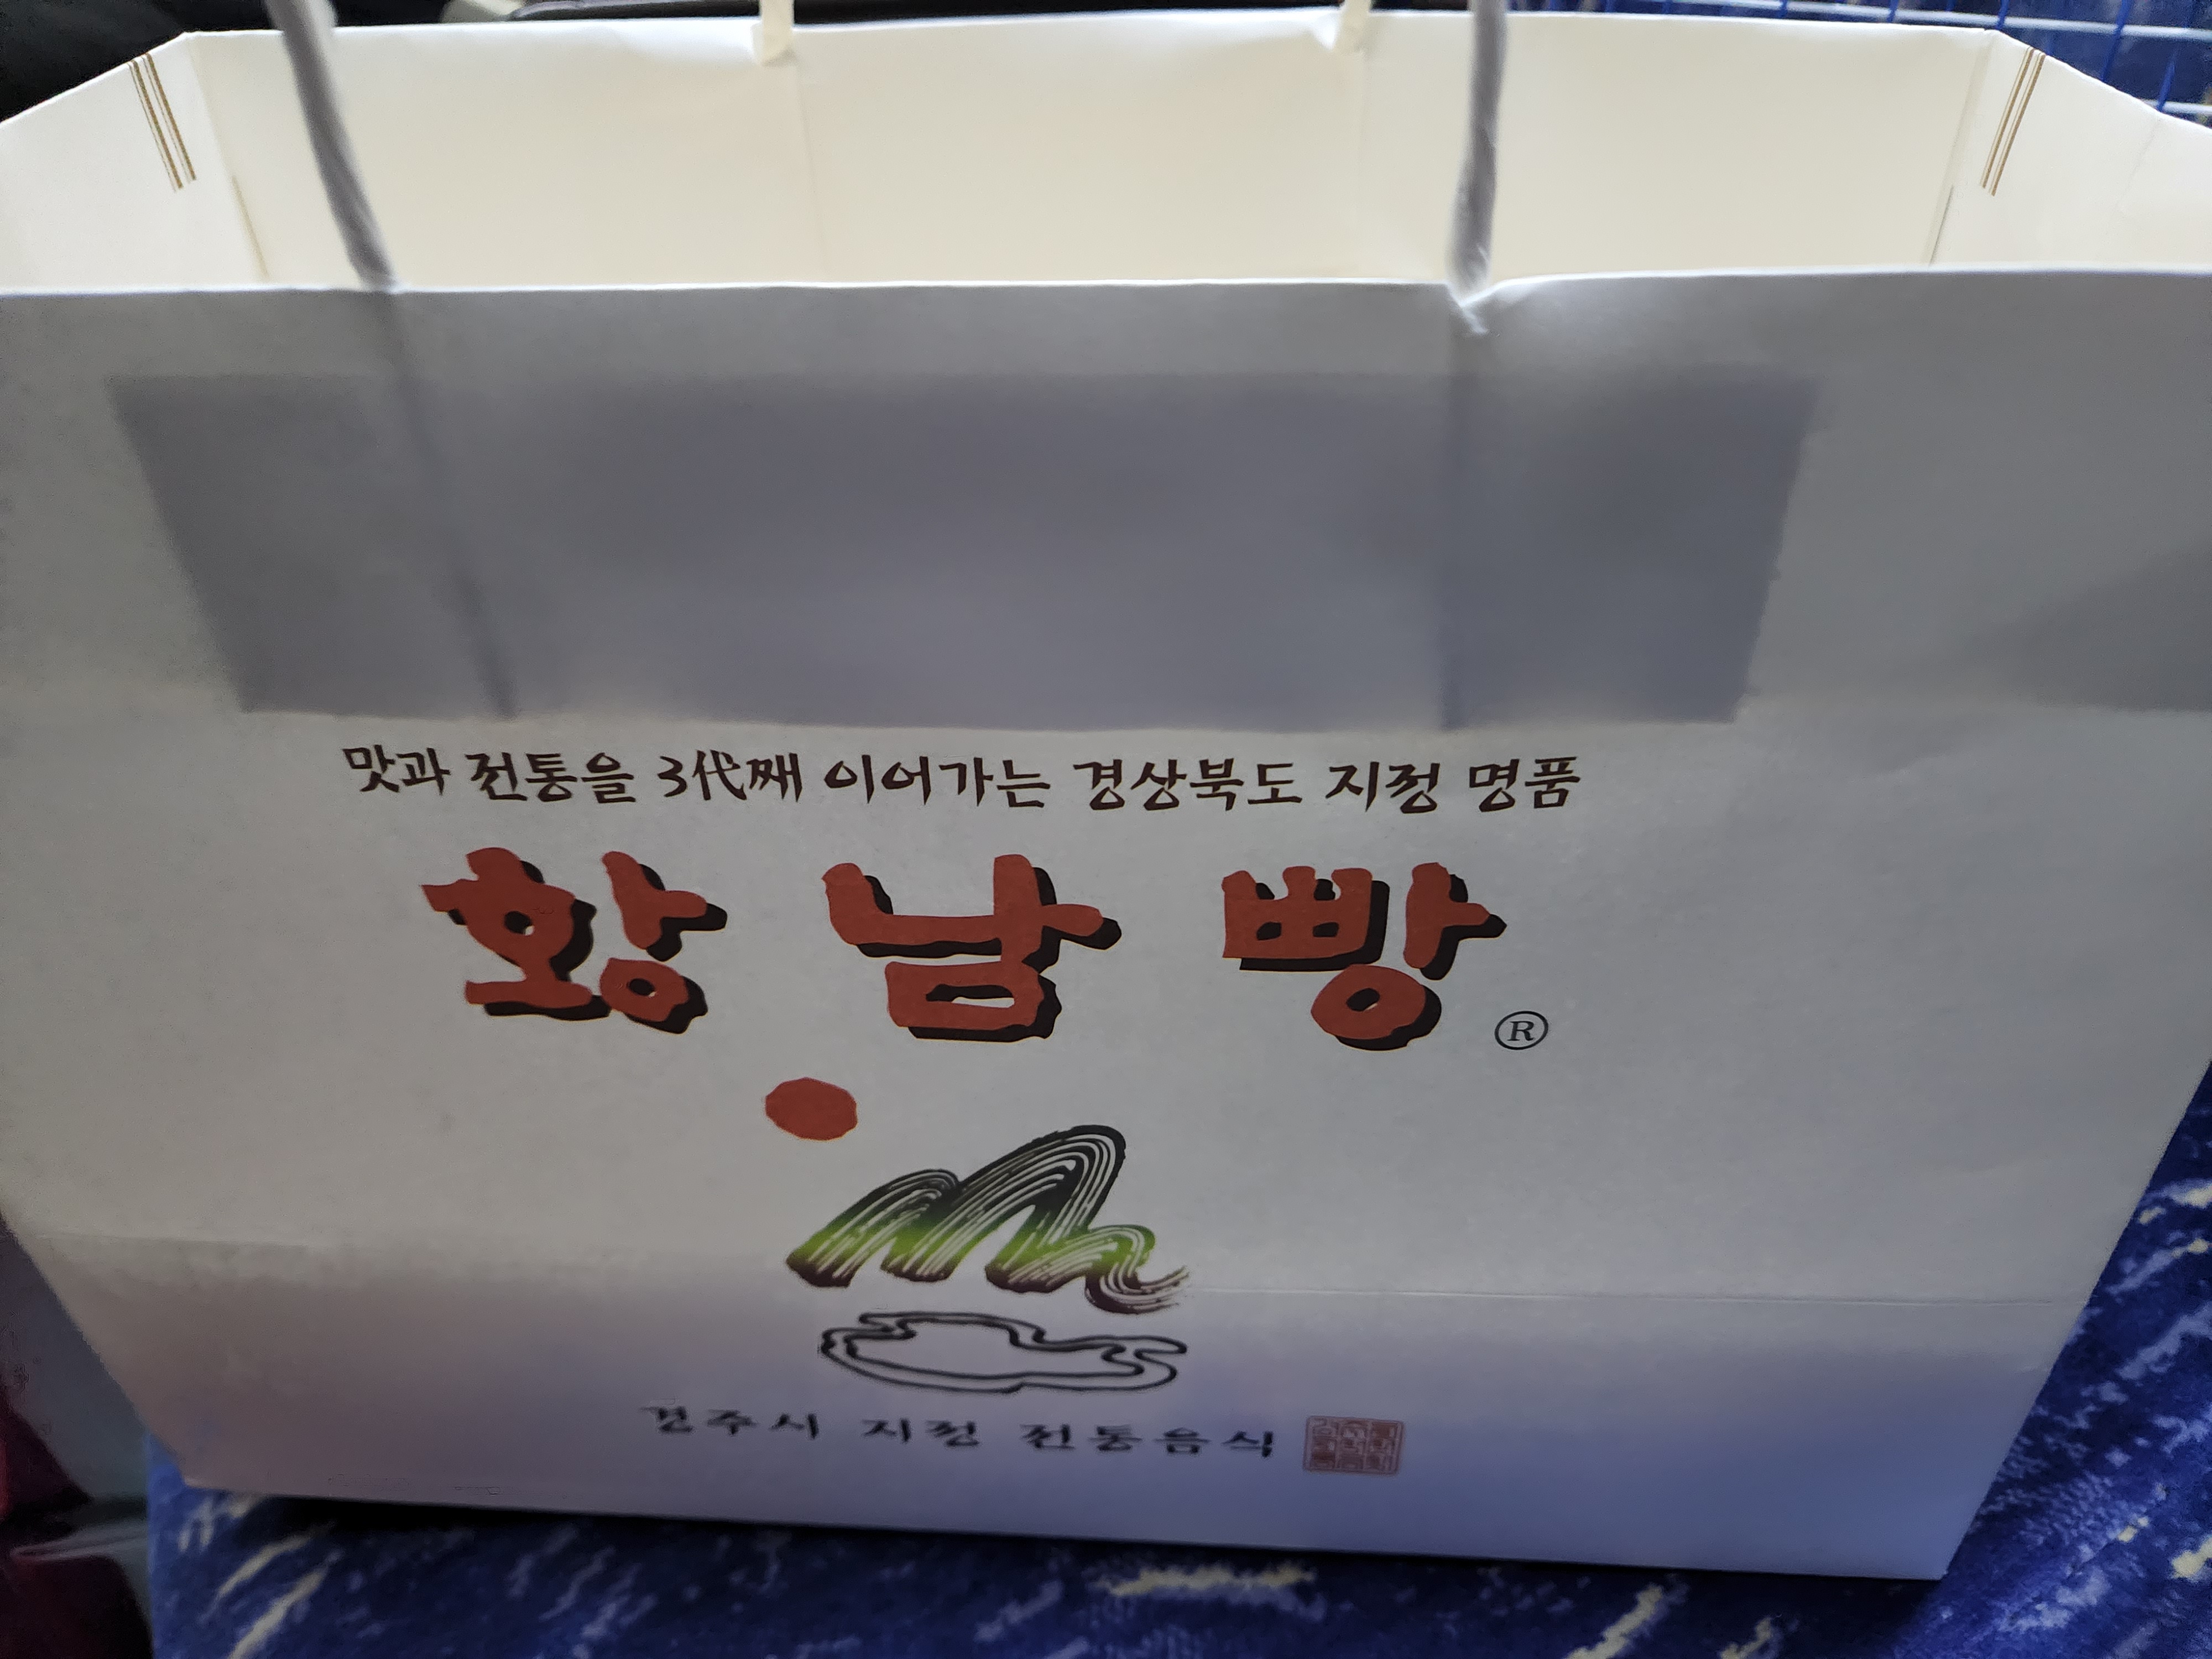 맛과 전통을 3代째 이어가는 경상북도 지정 명품
황남빵 ®
경주시 지정 전통음식